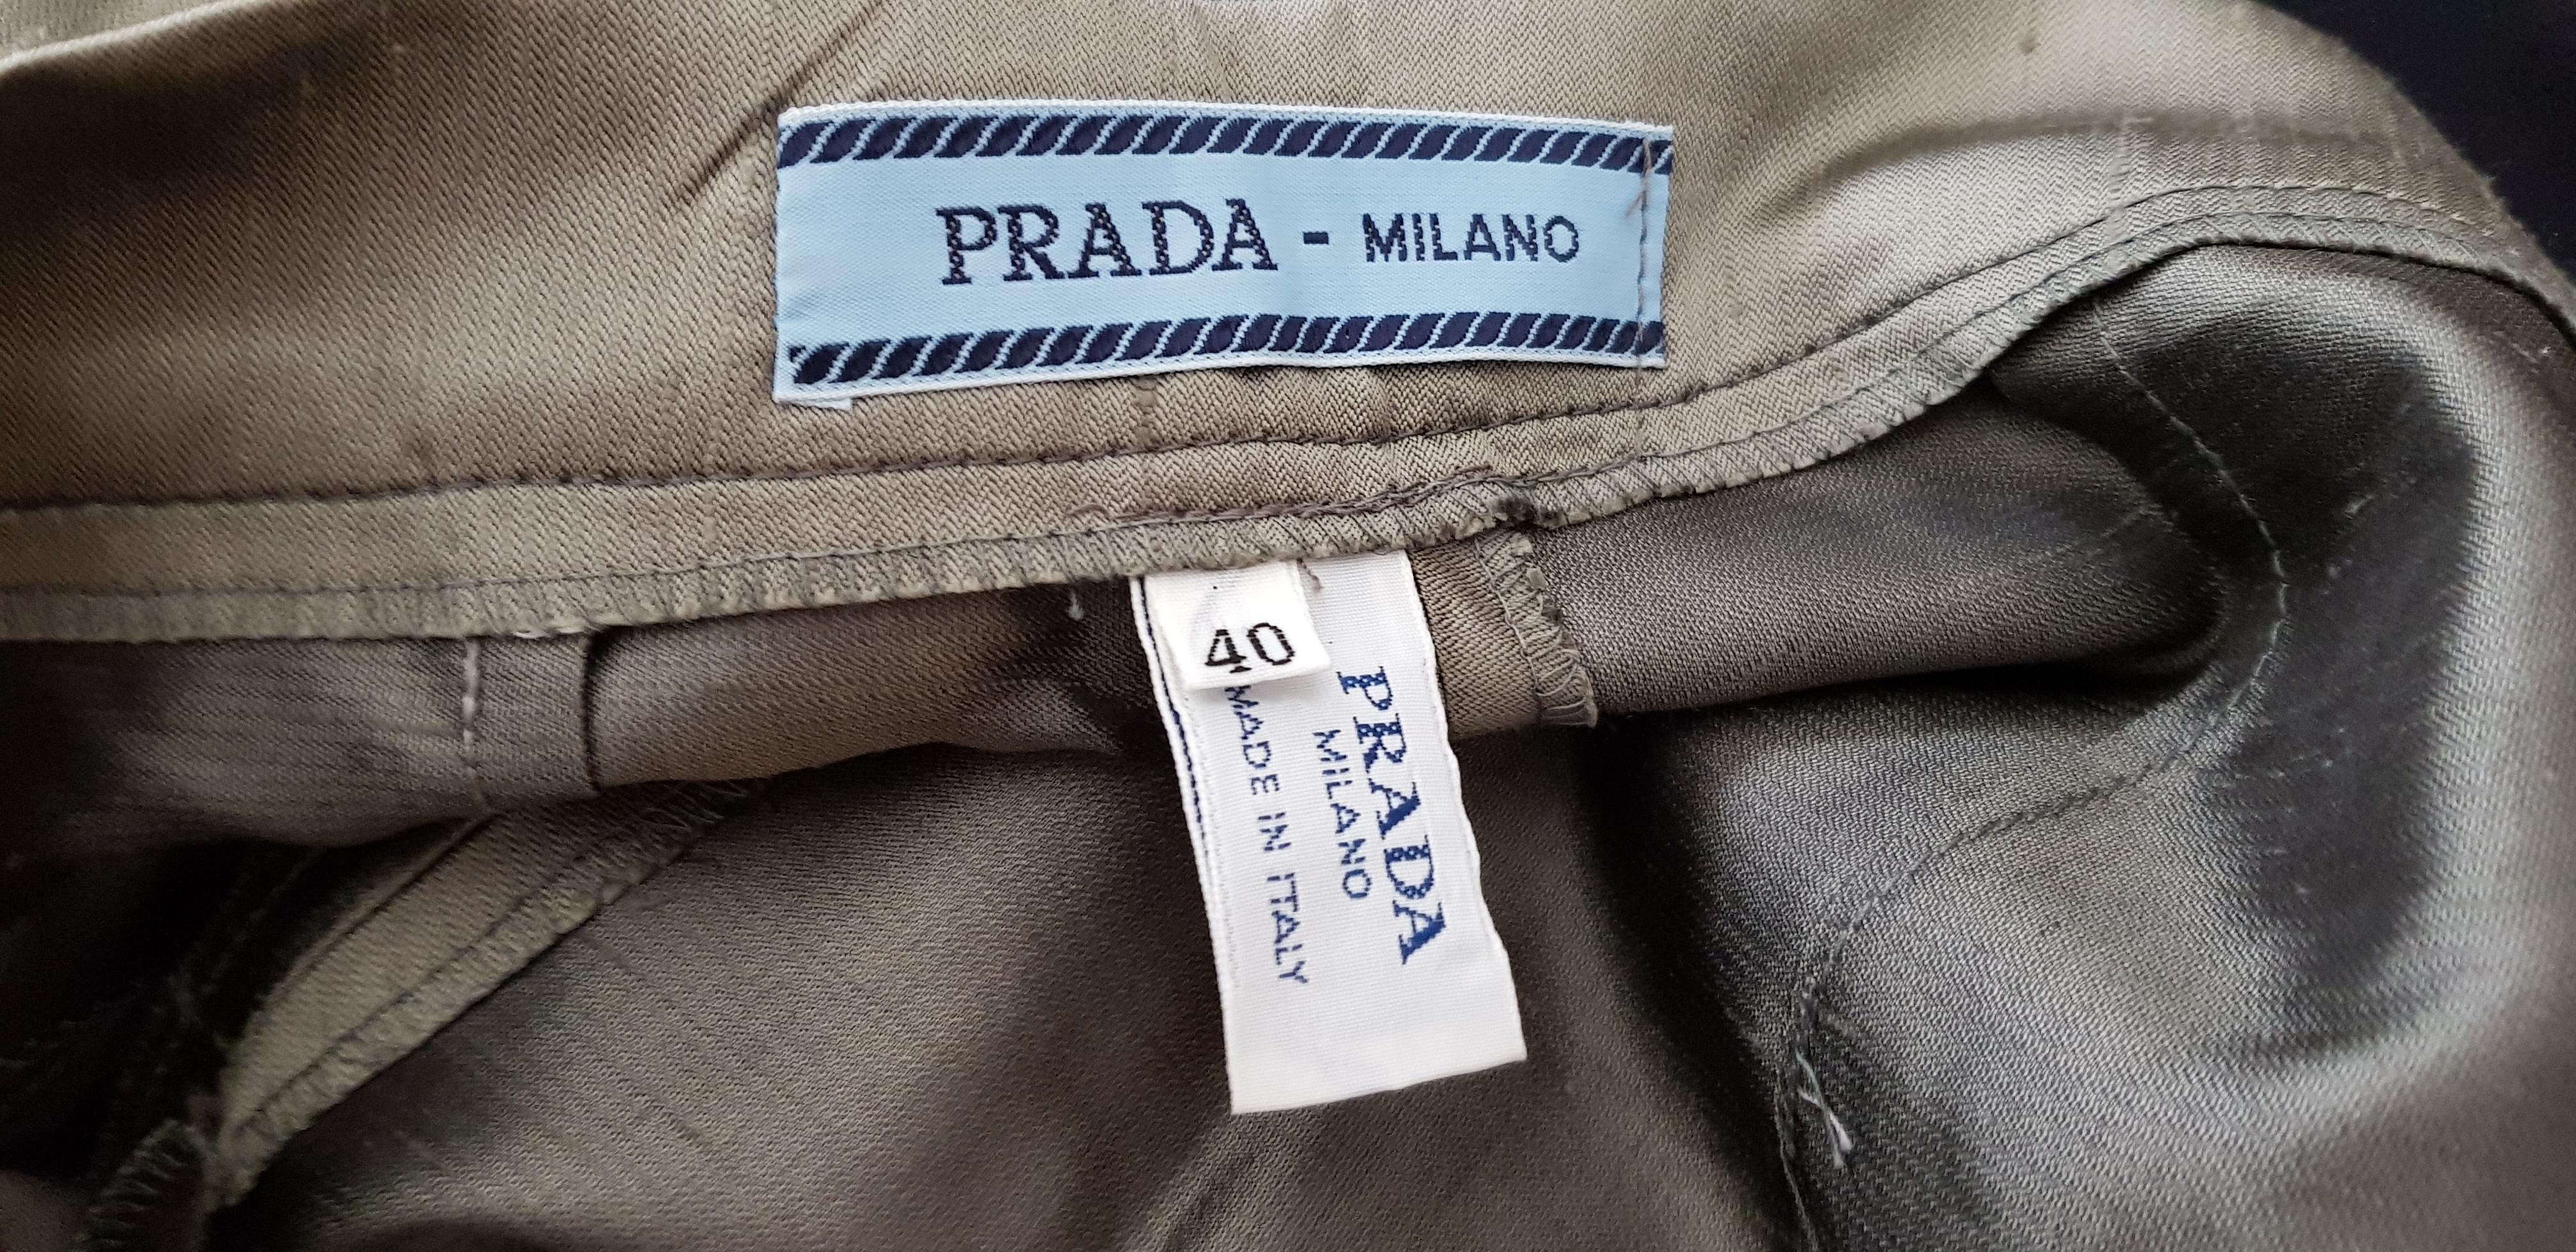 PRADA - MILANO
40
PRADA
MILANO
MADE IN ITALY